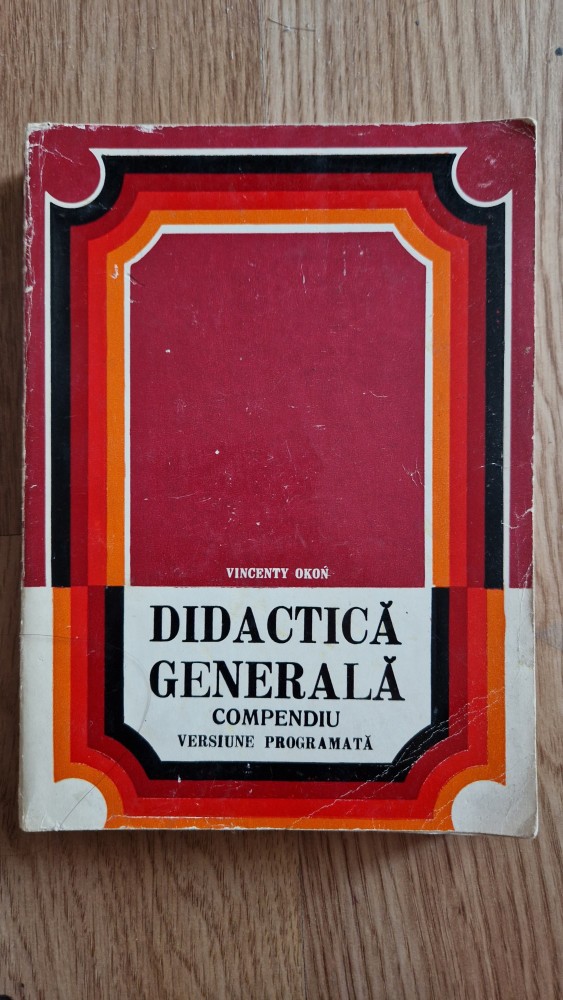 VINCENTY OKOŃ
DIDACTICĂ
GENERALĂ
COMPENDIU
VERSIUNE PROGRAMATĂ